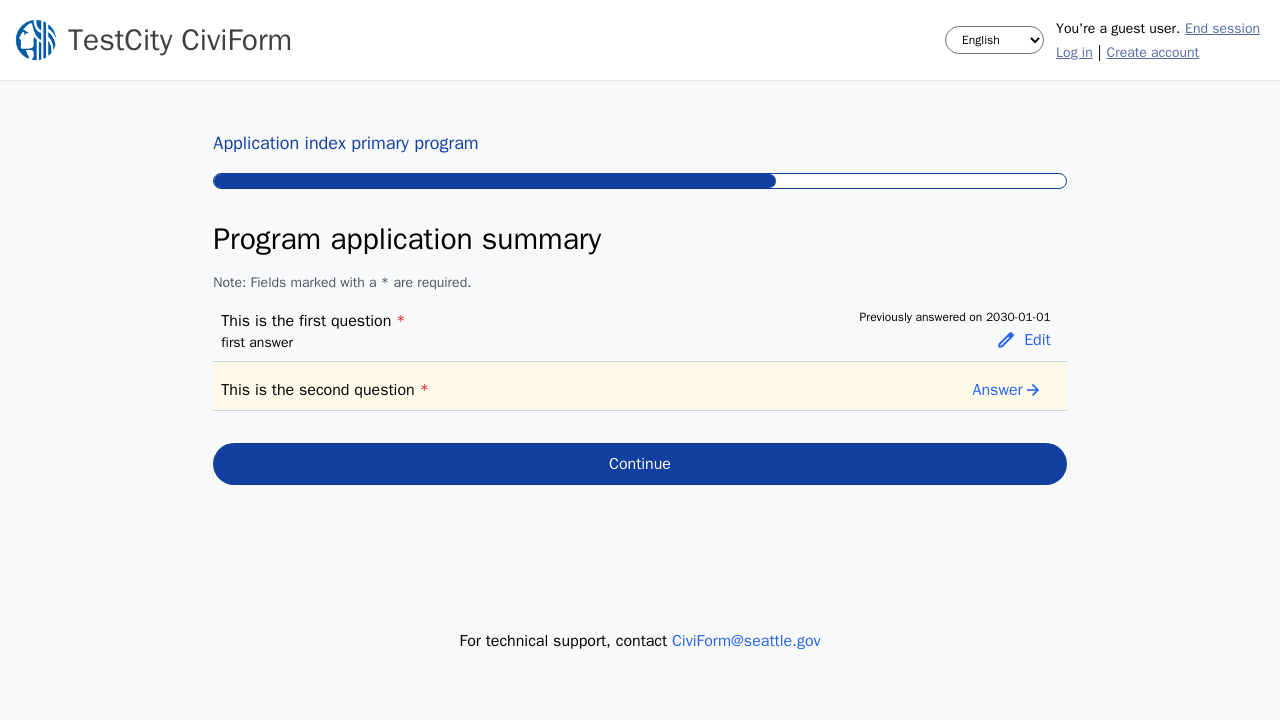 TestCity CiviForm
English
You're a guest user. End session
Log in | Create account
Application index primary program
Program application summary
Note: Fields marked with a * are required.
This is the first question *
Previously answered on 2030-01-01
first answer
Edit
This is the second question *
Answer
Continue
For technical support, contact CiviForm@seattle.gov